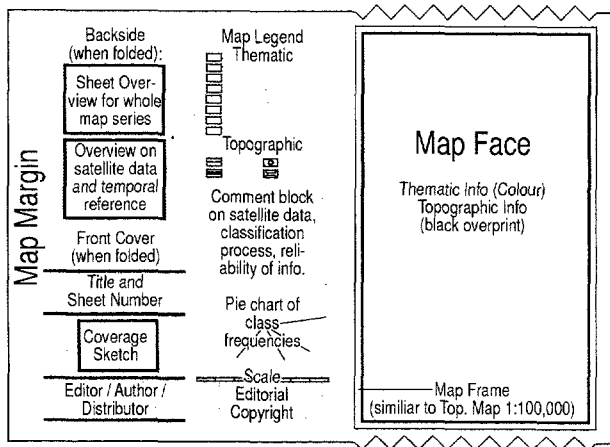 Map Margin
Backside
(when folded):
Sheet Over-
view for whole
map series
Overview on
satellite data
and temporal
reference
Front Cover
(when folded)
Title and
Sheet Number
Coverage
Sketch
Editor / Author /
Distributor
Map Legend
Thematic
Topographic
Comment block
on satellite data,
classification
process, reli-
ability of info.
Pie chart of
class
frequencies
Scale
Editorial
Copyright
Map Face
Thematic Info (Colour)
Topographic Info
(black overprint)
Map Frame
(similiar to Top. Map 1:100,000)